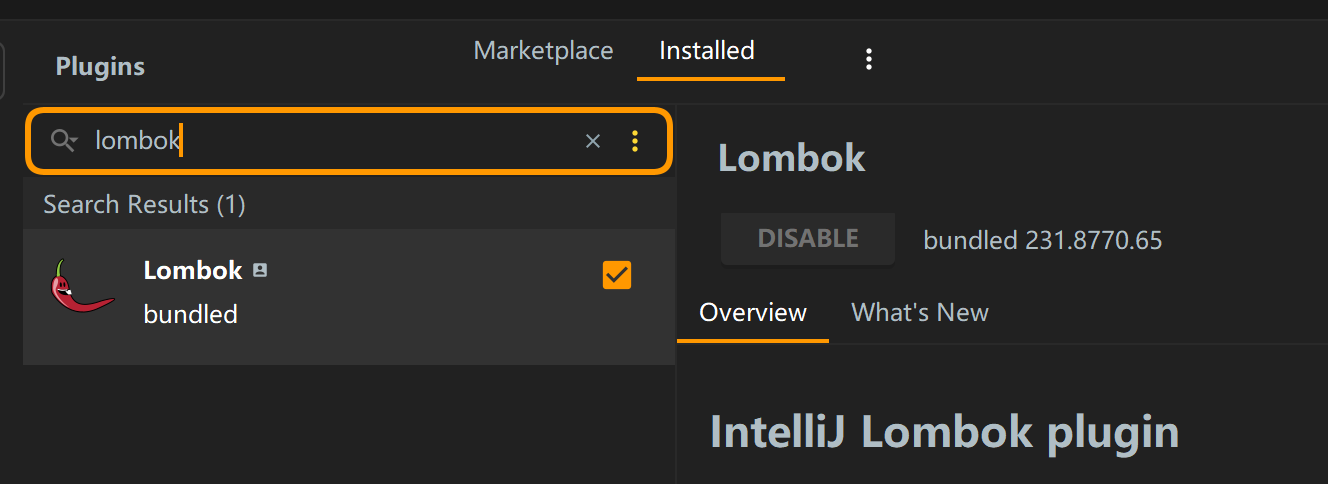 Plugins
Marketplace
Installed
lombok
Search Results (1)
Lombok
bundled
Lombok
DISABLE
bundled 231.8770.65
Overview
What's New
IntelliJ Lombok plugin